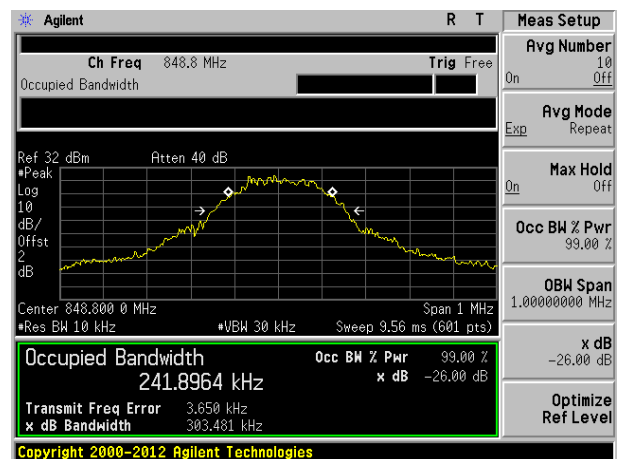 Agilent R T
Ch Freq 848.8 MHz Trig Free
Occupied Bandwidth
Ref 32 dBm Atten 40 dB
#Peak
Log
10
dB/
Offst
2
dB
Center 848.800 0 MHz Span 1 MHz
#Res BW 10 kHz #VBW 30 kHz Sweep 9.56 ms (601 pts)
Occupied Bandwidth Occ BW % Pwr 99.00 %
241.8964 kHz x dB -26.00 dB
Transmit Freq Error 3.650 kHz
x dB Bandwidth 303.481 kHz
Copyright 2000-2012 Agilent Technologies
Meas Setup
Avg Number
10
On Off
Avg Mode
Exp Repeat
Max Hold
On Off
Occ BW % Pwr
99.00 %
OBW Span
1.00000000 MHz
x dB
-26.00 dB
Optimize
Ref Level